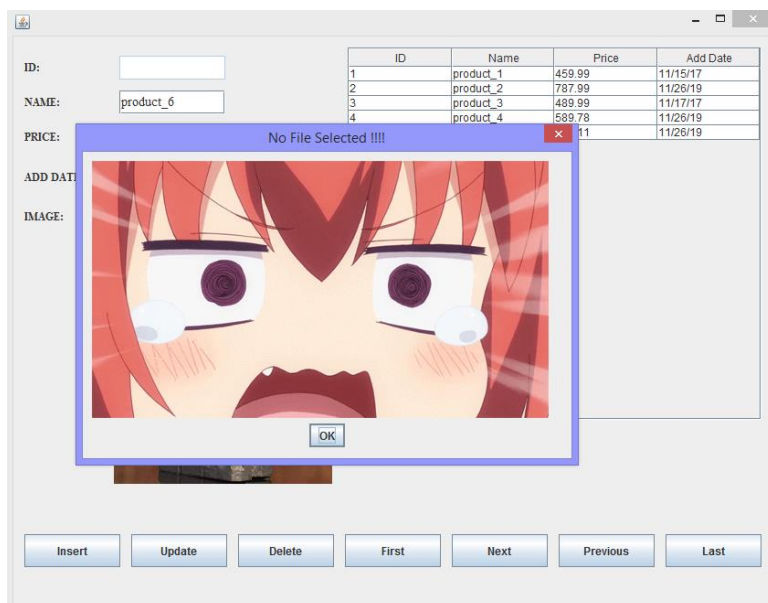 ID:
NAME: product_6
PRICE:
ADD DAT
IMAGE:
ID Name Price Add Date
1 product_1 459.99 11/15/17
2 product_2 787.99 11/26/19
3 product_3 489.99 11/17/17
4 product_4 589.78 11/26/19
11 11/26/19
No File Selected !!!!
OK
Insert Update Delete First Next Previous Last